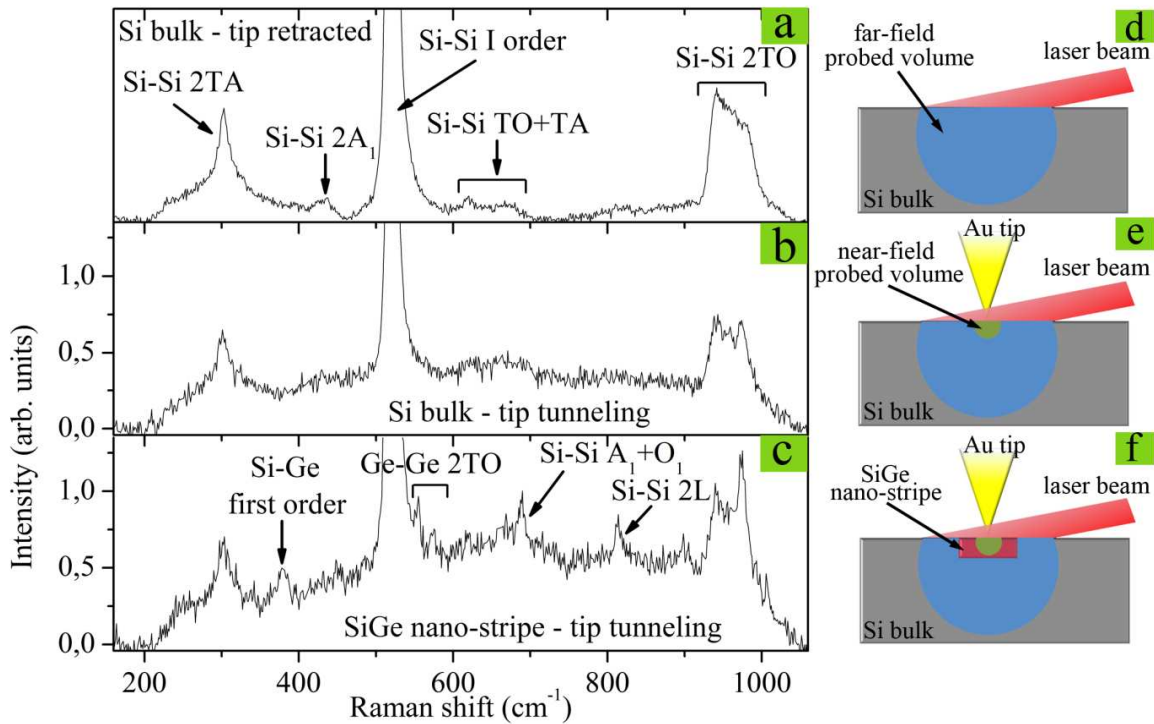 Si bulk - tip retracted
a
Si-Si I order
Si-Si 2TA
Si-Si 2A₁
Si-Si TO+TA
Si-Si 2TO
b
1,0
0,5
0,0
Si bulk - tip tunneling
c
Si-Ge
first order
Ge-Ge 2TO
Si-Si A₁+O₁
Si-Si 2L
1,0
0,5
0,0
SiGe nano-stripe - tip tunneling
Intensity (arb. units)
200
400
600
800
1000
Raman shift (cm⁻¹)
d
far-field
probed volume
laser beam
Si bulk
e
Au tip
near-field
probed volume
laser beam
Si bulk
f
Au tip
SiGe
nano-stripe
laser beam
Si bulk